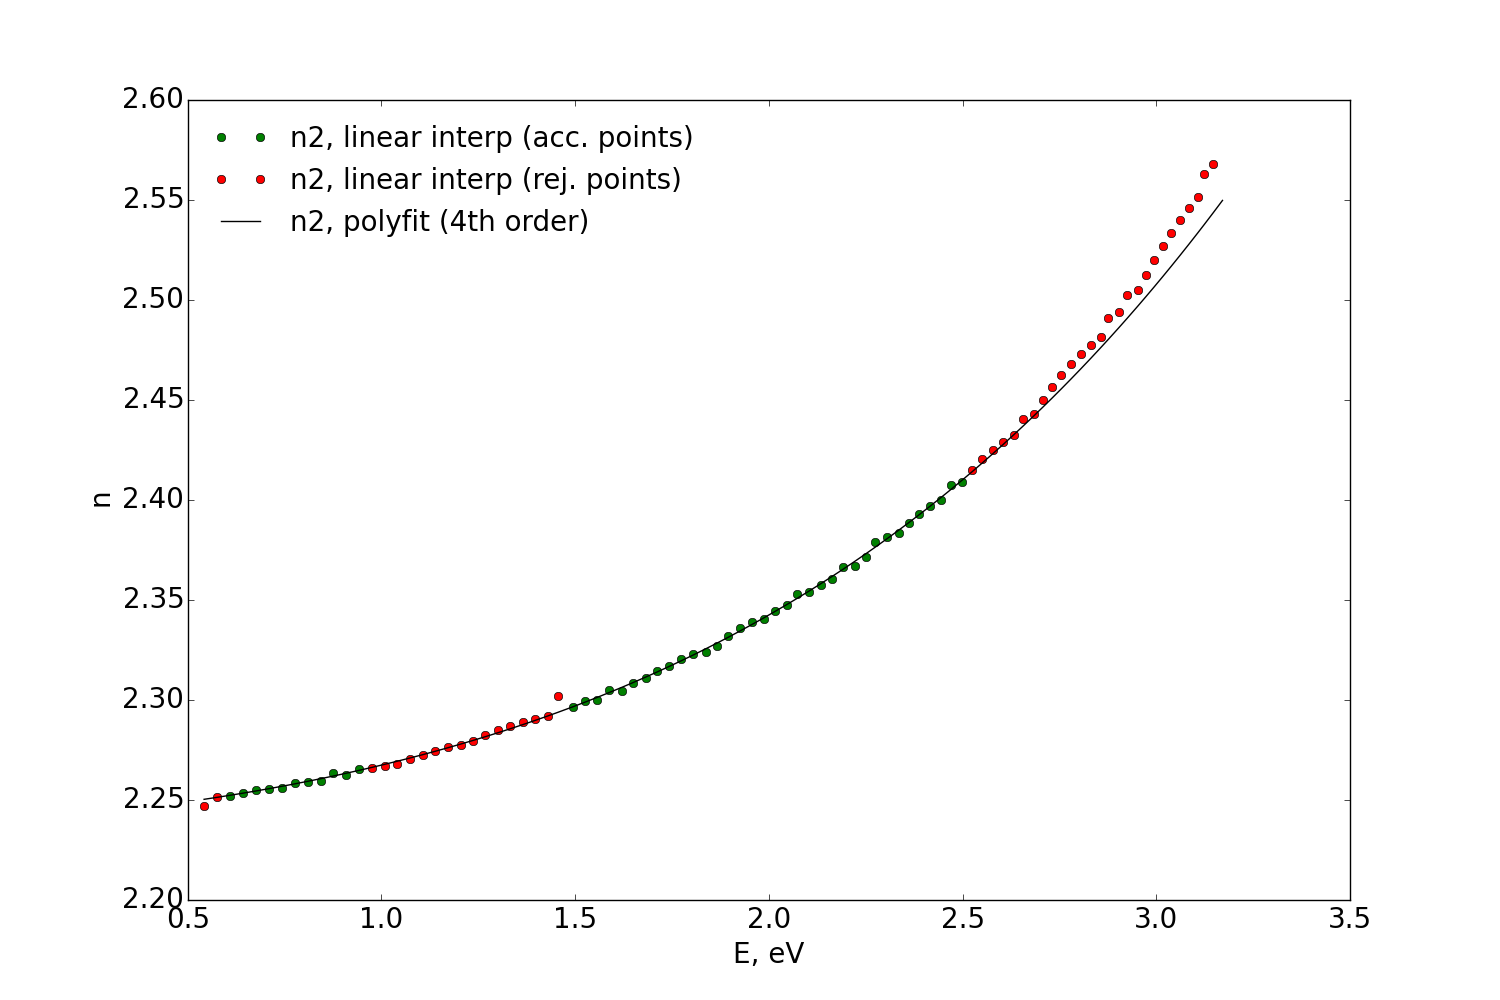 2.60
n2, linear interp (acc. points)
n2, linear interp (rej. points)
n2, polyfit (4th order)
2.55
2.50
2.45
2.40
2.35
2.30
2.25
2.20
n
0.5 1.0 1.5 2.0 2.5 3.0 3.5
E, eV